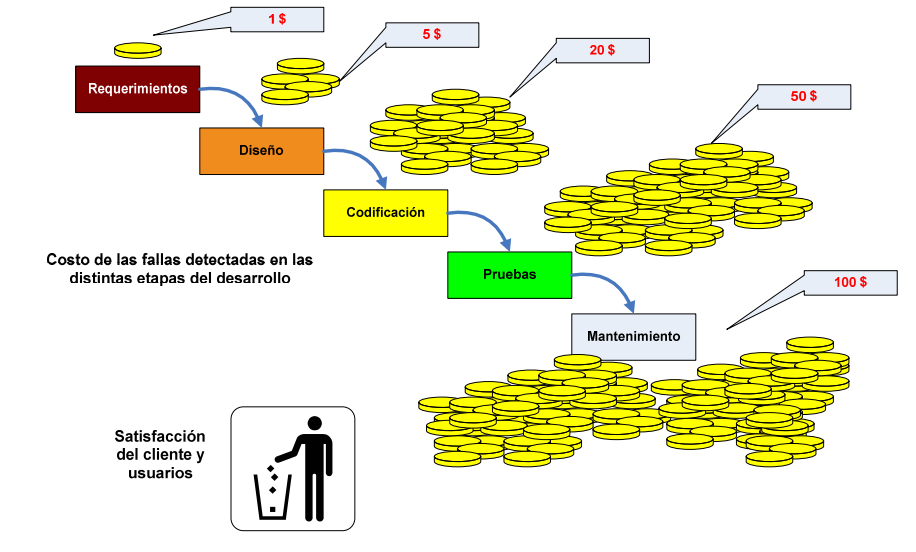 1 $
5 $
20 $
50 $
Requerimientos
Diseño
Codificación
Costo de las fallas detectadas en las
distintas etapas del desarrollo
Pruebas
100 $
Mantenimiento
Satisfacción
del cliente y
usuarios